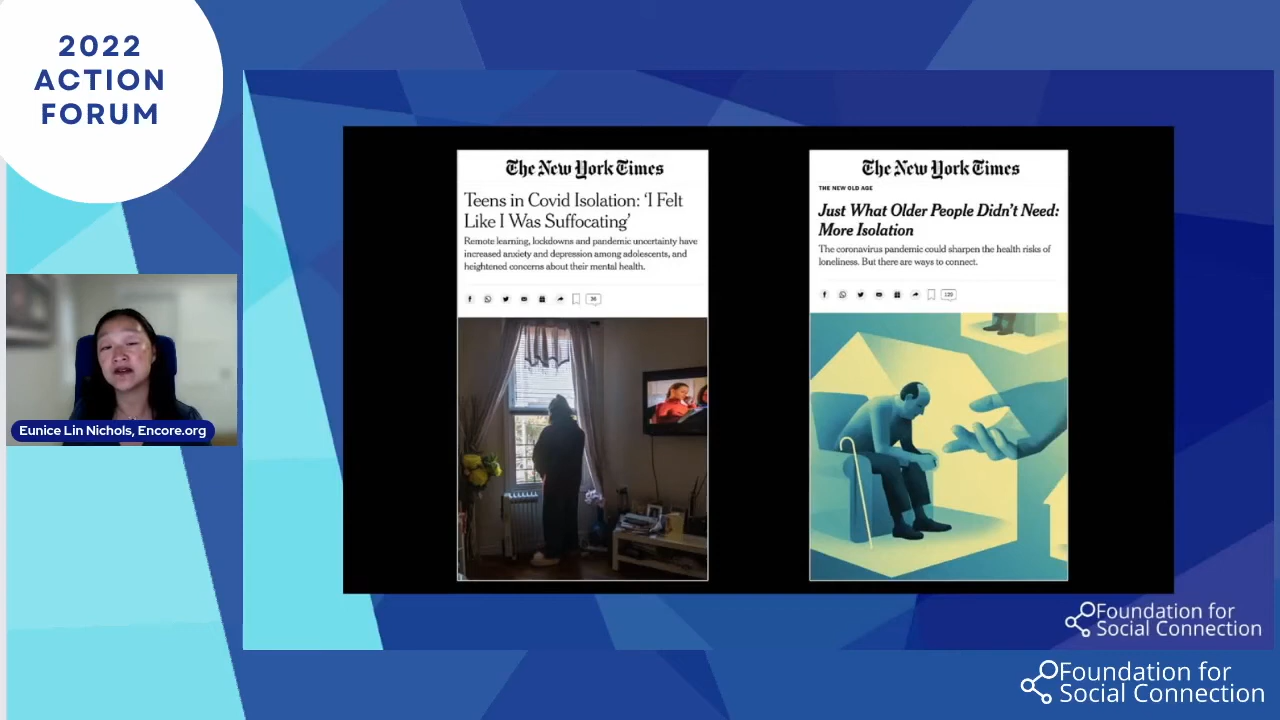 2022
ACTION
FORUM
Eunice Lin Nichols, Encore.org
The New York Times
Teens in Covid Isolation: ‘I Felt
Like I Was Suffocating’
Remote learning, lockdowns and pandemic uncertainty have
increased anxiety and depression among adolescents, and
heightened concerns about their mental health.
36
The New York Times
THE NEW OLD AGE
Just What Older People Didn’t Need:
More Isolation
The coronavirus pandemic could sharpen the health risks of
loneliness. But there are ways to connect.
129
Foundation for
Social Connection
Foundation for
Social Connection